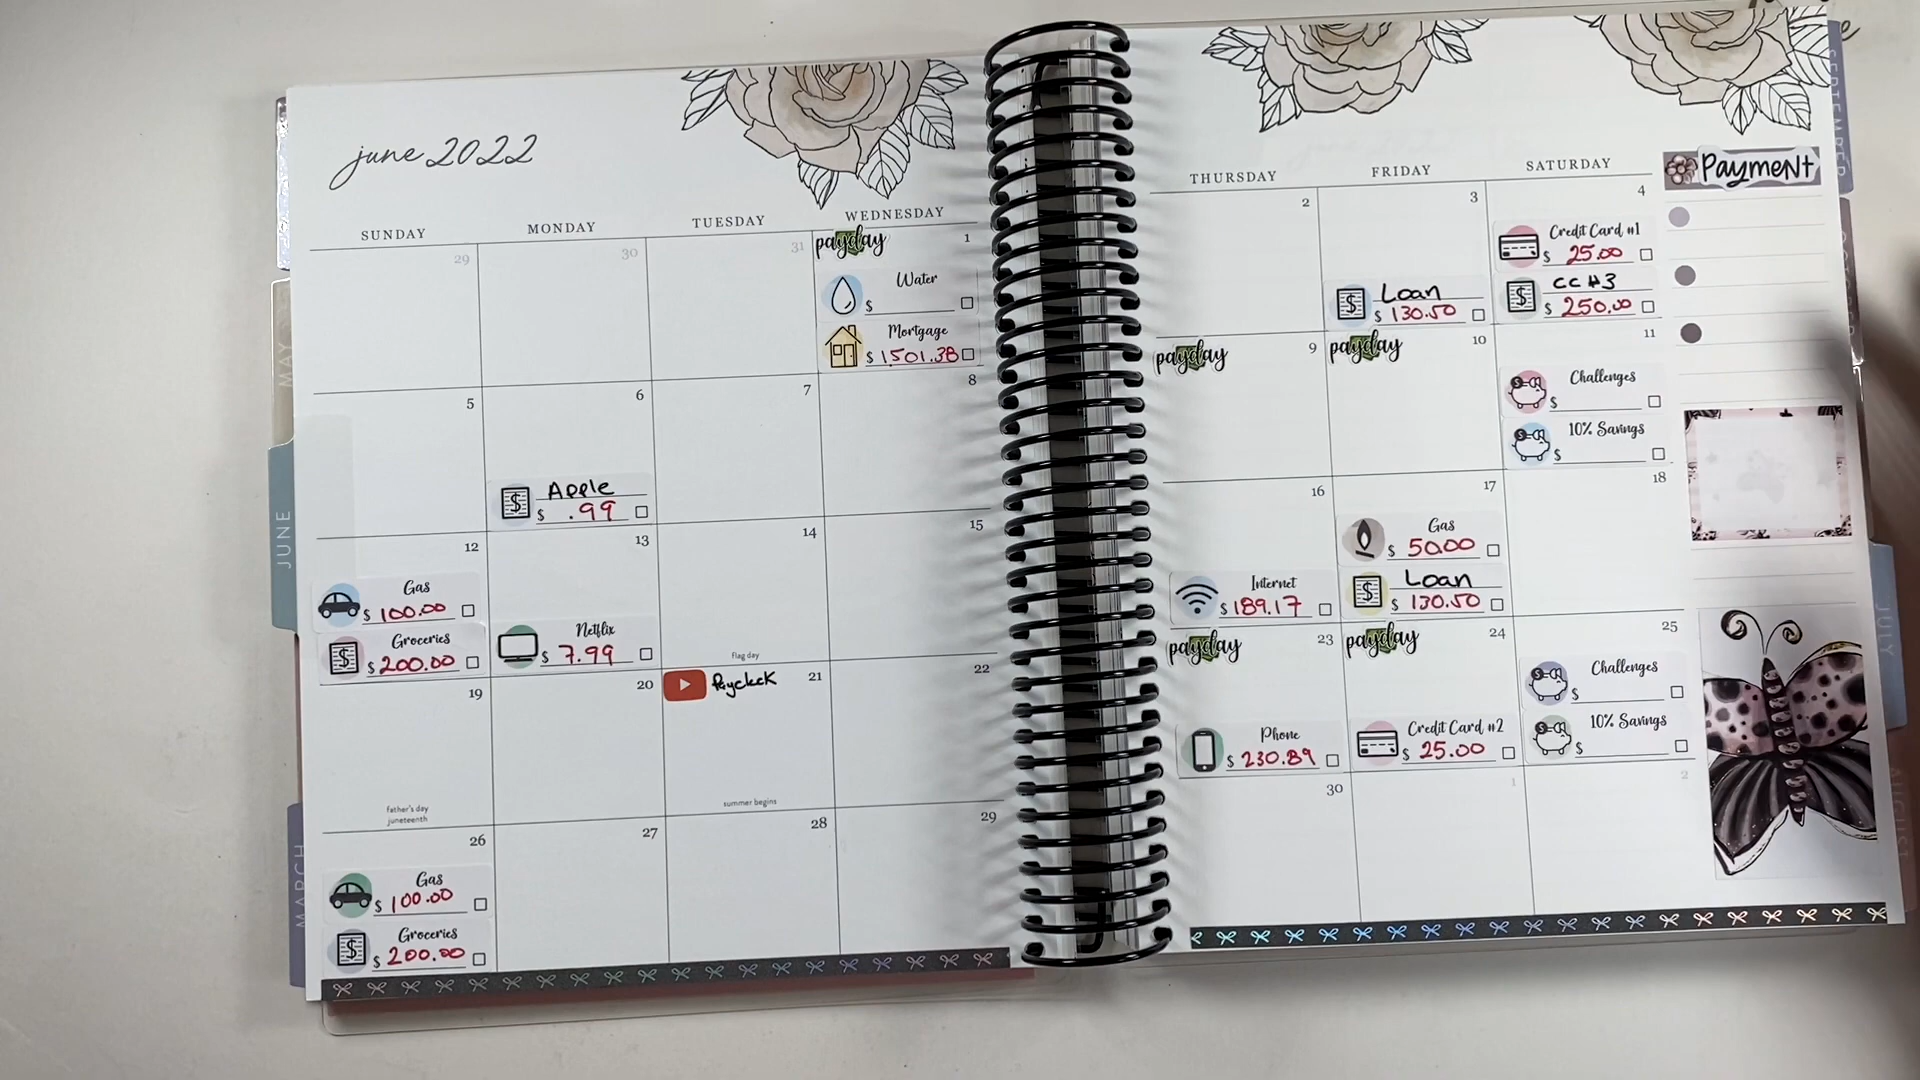 june 2022
SUNDAY MONDAY TUESDAY WEDNESDAY THURSDAY FRIDAY SATURDAY
Payment
29
30
31
payday 1
Water
$
Mortgage
$ 1501.38
2
3
Loan
$ 130.50
4
Credit Card #1
$ 25.00
CC #3
$ 250.00
5
6
Apple
$ .99
7
8
payday 9
payday 10
11
Challenges
$
10% Savings
$
12
Gas
$ 100.00
Groceries
$ 200.00
13
Netflix
$ 7.99
14
flag day
15
16
Internet
$ 189.17
17
Gas
$ 50.00
Loan
$ 130.50
18
19
father's day
juneteenth
20
Paycheck 21
summer begins
22
payday 23
Phone
$ 230.89
payday 24
Credit Card #2
$ 25.00
25
Challenges
$
10% Savings
$
26
Gas
$ 100.00
Groceries
$ 200.00
27
28
29
30
1
2
MAY
JUNE
MARCH
SEPTEMBER
JULY
AUGUST